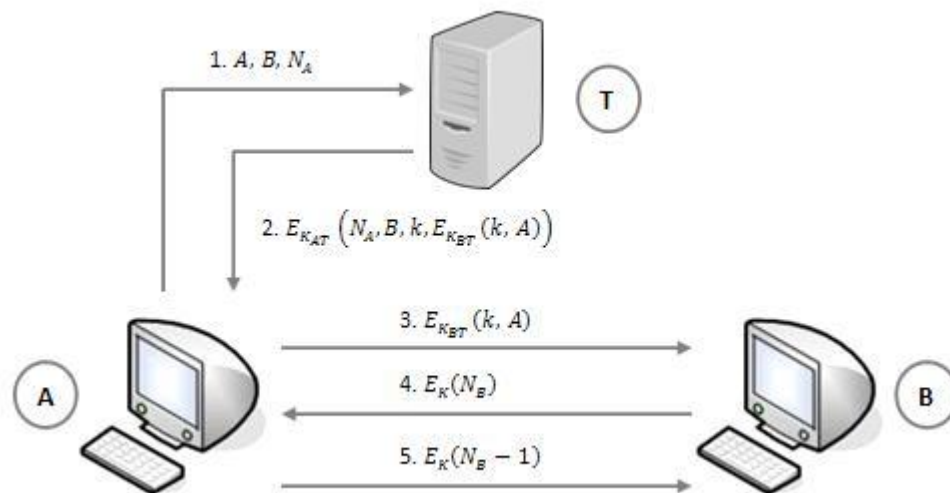 1. A, B, N_A
T
2. E_{K_{AT}} (N_A, B, k, E_{K_{BT}} (k, A))
3. E_{K_{BT}} (k, A)
A
4. E_K(N_B)
B
5. E_K(N_B − 1)